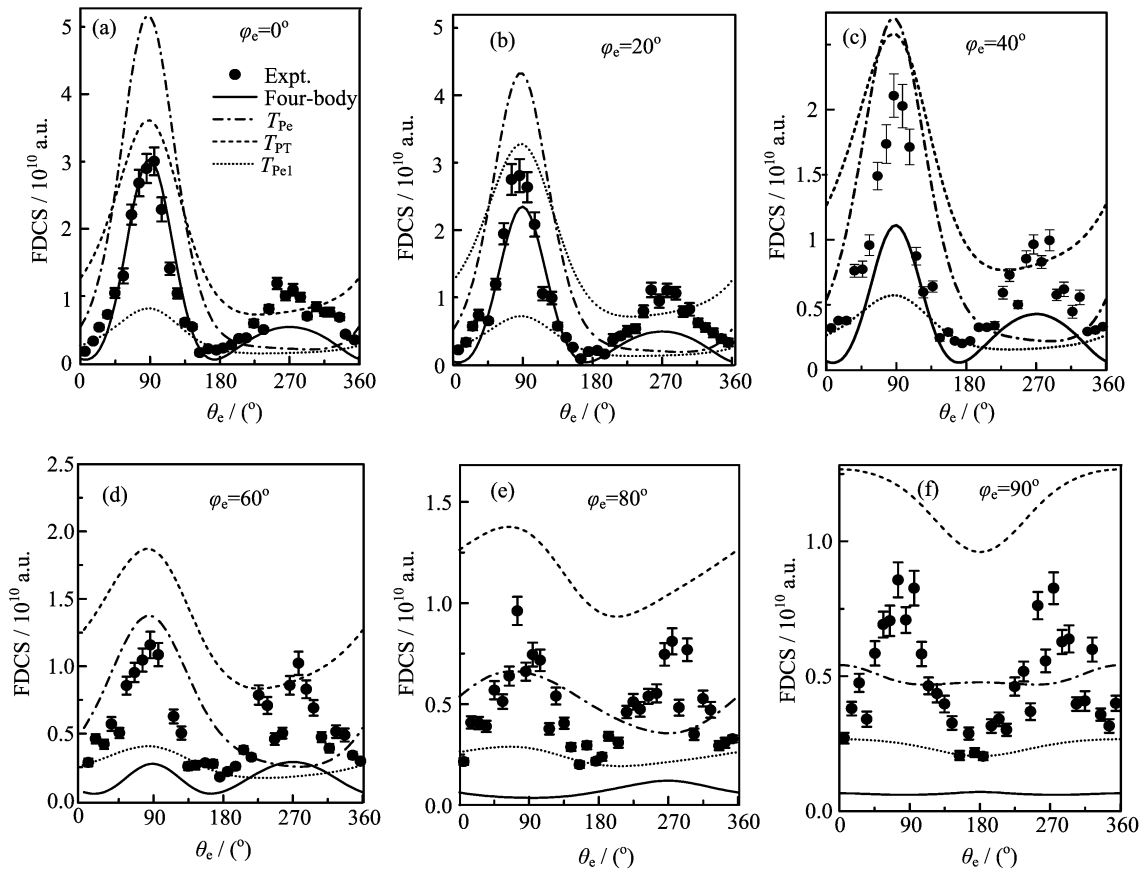 (a)
φe=0°
Expt.
Four-body
TPe
TPT
TPe1
FDCS / 10^10 a.u.
5
4
3
2
1
0
0 90 180 270 360
θe / (°)
(b)
φe=20°
FDCS / 10^10 a.u.
5
4
3
2
1
0
0 90 180 270 360
θe / (°)
(c)
φe=40°
FDCS / 10^10 a.u.
2
1.5
1
0.5
0
0 90 180 270 360
θe / (°)
(d)
φe=60°
FDCS / 10^10 a.u.
2.5
2.0
1.5
1.0
0.5
0.0
0 90 180 270 360
θe / (°)
(e)
φe=80°
FDCS / 10^10 a.u.
1.5
1.0
0.5
0.0
0 90 180 270 360
θe / (°)
(f)
φe=90°
FDCS / 10^10 a.u.
1.0
0.5
0.0
0 90 180 270 360
θe / (°)